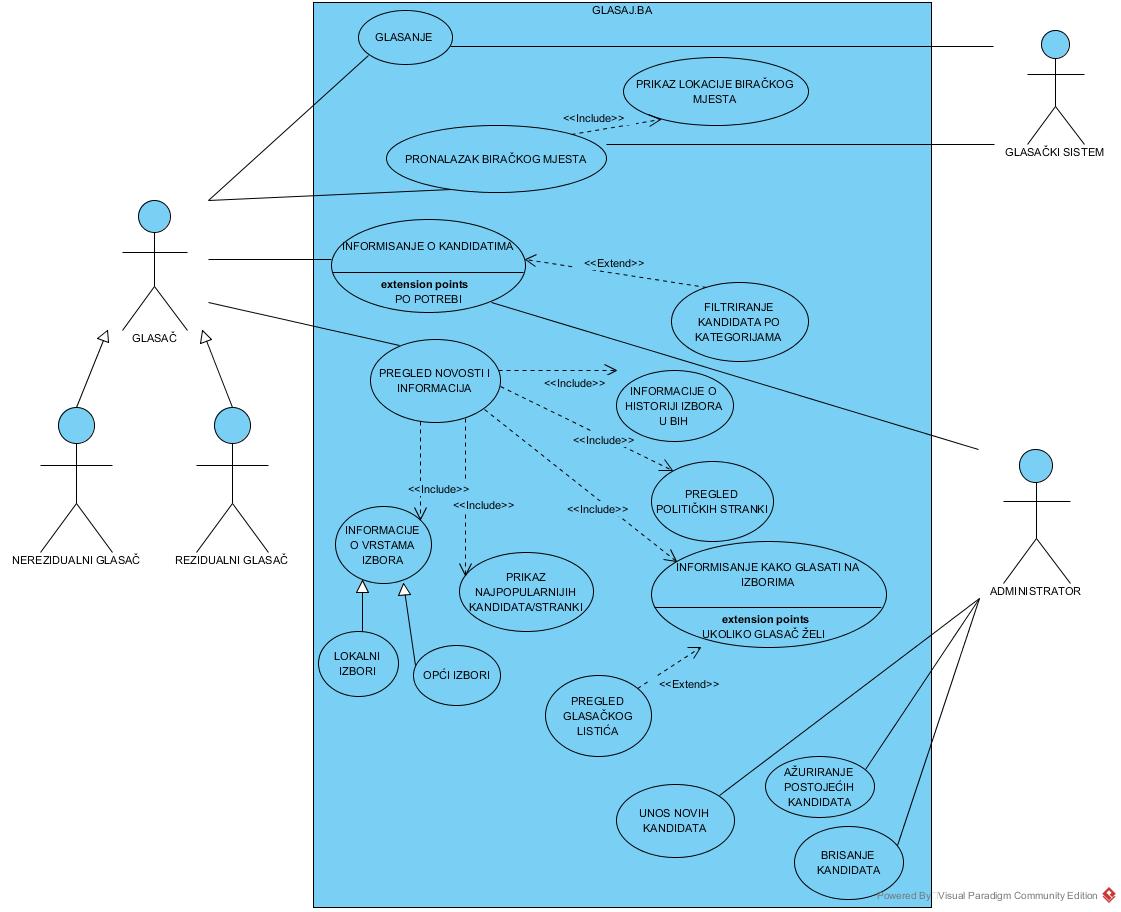 GLASAJ.BA
GLASANJE
PRIKAZ LOKACIJE BIRAČKOG
MJESTA
<<Include>>
PRONALAZAK BIRAČKOG MJESTA
GLASAČKI SISTEM
INFORMISANJE O KANDIDATIMA
extension points
PO POTREBI
<<Extend>>
FILTRIRANJE
KANDIDATA PO
KATEGORIJAMA
GLASAČ
PREGLED NOVOSTI I
INFORMACIJA
<<Include>>
INFORMACIJE O
HISTORIJI IZBORA
U BIH
<<Include>>
PREGLED
POLITIČKIH STRANKI
<<Include>>
<<Include>>
<<Include>>
NEREZIDUALNI GLASAČ
REZIDUALNI GLASAČ
INFORMACIJE
O VRSTAMA
IZBORA
PRIKAZ
NAJPOPULARNIJIH
KANDIDATA/STRANKI
INFORMISANJE KAKO GLASATI NA
IZBORIMA
extension points
UKOLIKO GLASAČ ŽELI
ADMINISTRATOR
LOKALNI
IZBORI
OPĆI IZBORI
<<Extend>>
PREGLED
GLASAČKOG
LISTIĆA
AŽURIRANJE
POSTOJEĆIH
KANDIDATA
UNOS NOVIH
KANDIDATA
BRISANJE
KANDIDATA
Powered By Visual Paradigm Community Edition